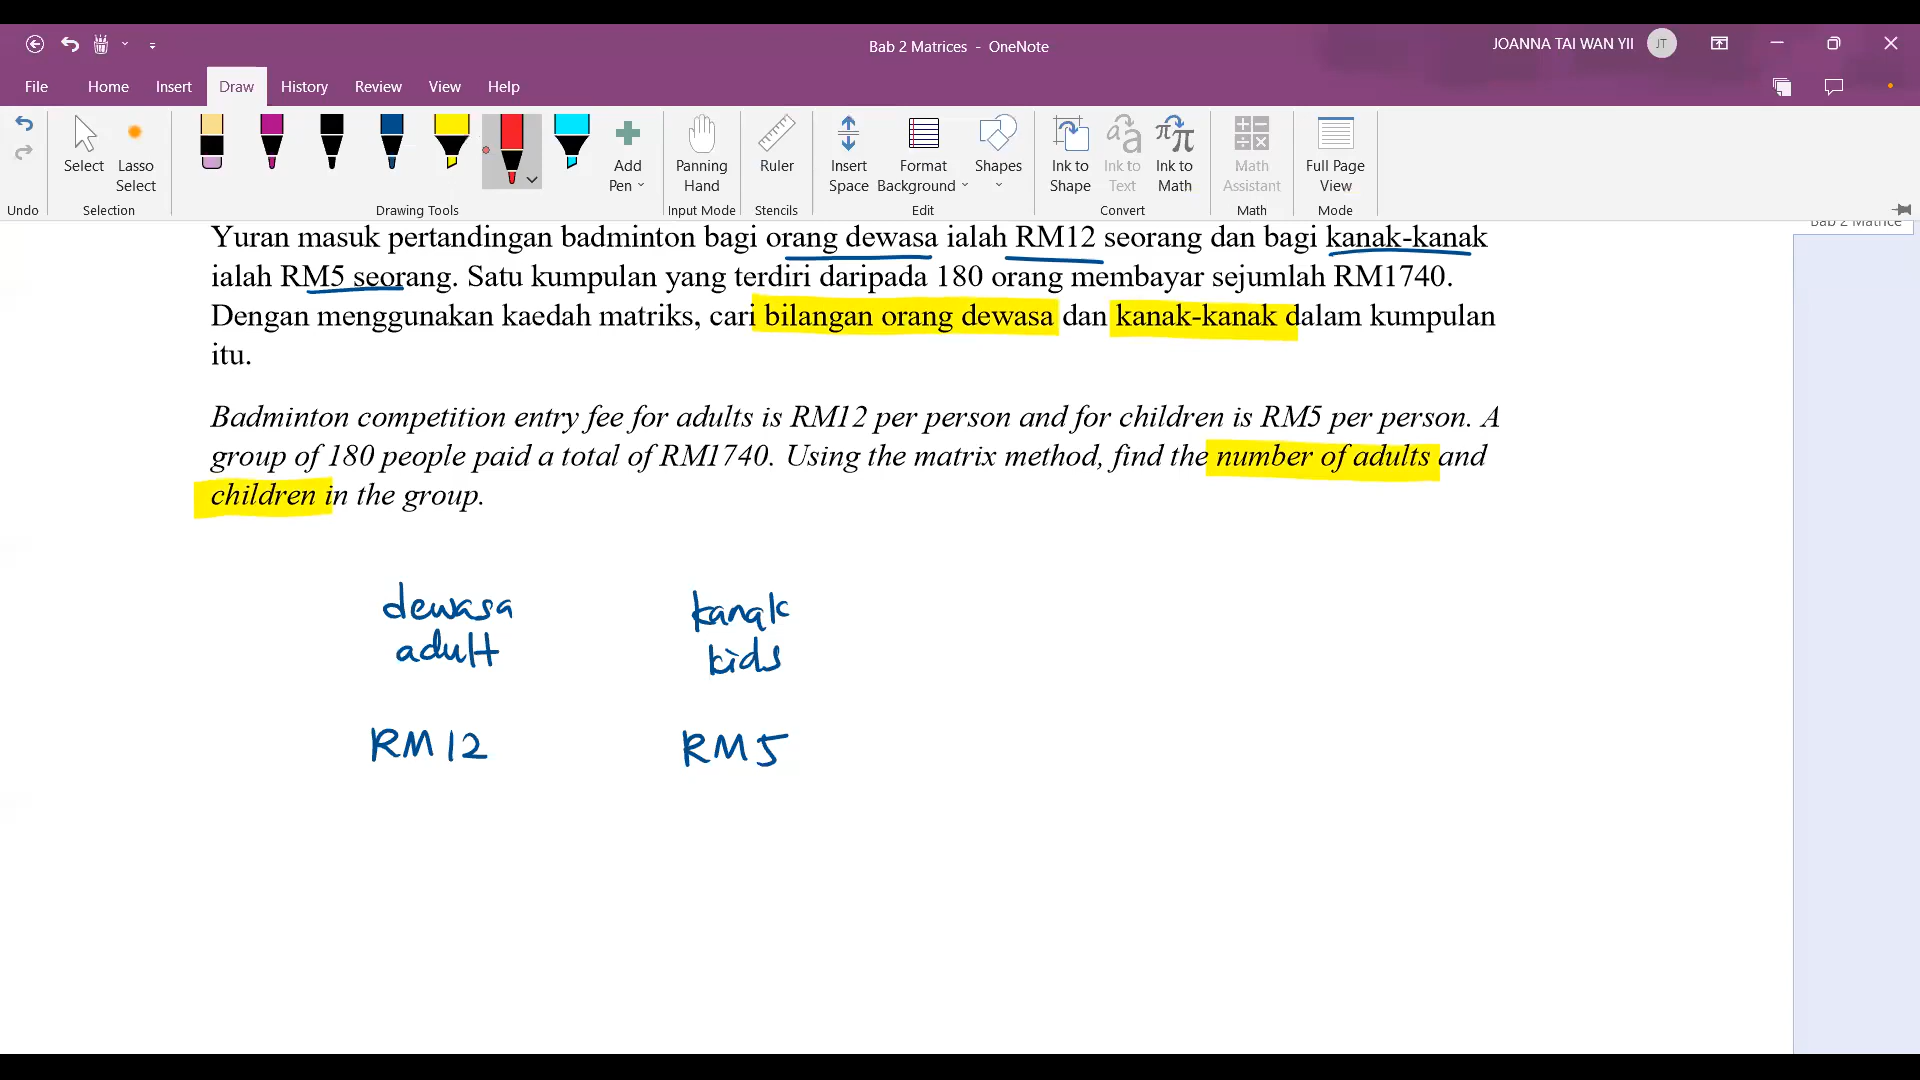 Bab 2 Matrices - OneNote
JOANNA TAI WAN YII
JT
File
Home
Insert
Draw
History
Review
View
Help
Select
Lasso
Select
Add
Pen
Panning
Hand
Ruler
Insert
Space
Format
Background
Shapes
Ink to
Shape
Ink to
Text
Ink to
Math
Math
Assistant
Full Page
View
Undo
Selection
Drawing Tools
Input Mode
Stencils
Edit
Convert
Math
Mode
Bab 2 Matrice
Yuran masuk pertandingan badminton bagi orang dewasa ialah RM12 seorang dan bagi kanak-kanak
ialah RM5 seorang. Satu kumpulan yang terdiri daripada 180 orang membayar sejumlah RM1740.
Dengan menggunakan kaedah matriks, cari bilangan orang dewasa dan kanak-kanak dalam kumpulan
itu.
Badminton competition entry fee for adults is RM12 per person and for children is RM5 per person. A
group of 180 people paid a total of RM1740. Using the matrix method, find the number of adults and
children in the group.
dewasa kanak
adult kids
RM12 RM5